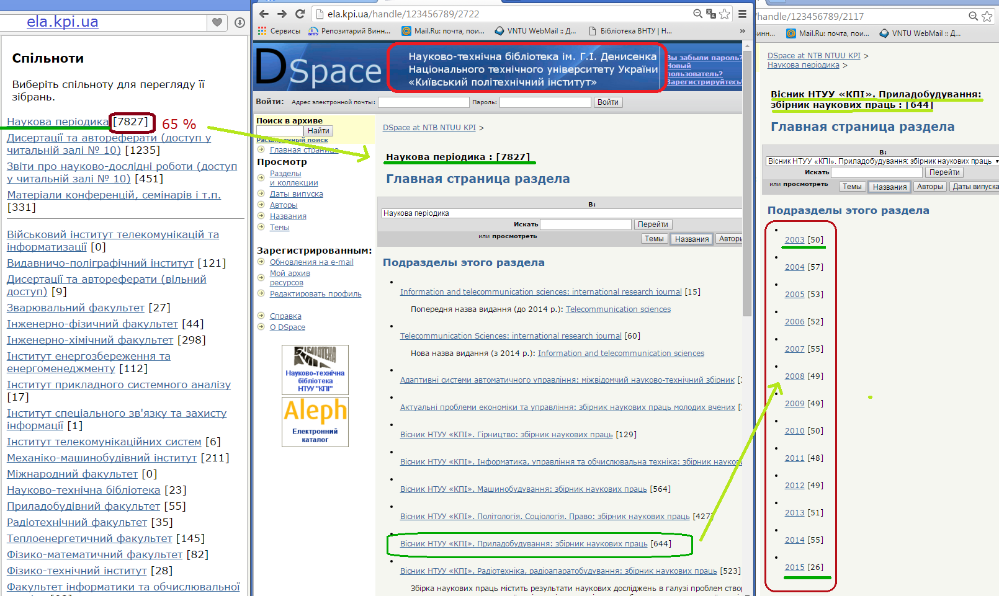 ela.kpi.ua
Спільноти
Виберіть спільноту для перегляду її
зібрань.
Наукова періодика [7827] 65 %
Дисертації та автореферати (доступ у
читальній залі № 10) [1235]
Звіти про науково-дослідні роботи (доступ
у читальній залі № 10) [451]
Матеріали конференцій, семінарів і т.п.
[331]
Військовий інститут телекомунікацій та
інформатизації [0]
Видавничо-поліграфічний інститут [121]
Дисертації та автореферати (вільний
доступ) [9]
Зварювальний факультет [27]
Інженерно-фізичний факультет [44]
Інженерно-хімічний факультет [298]
Інститут енергозбереження та
енергоменеджменту [112]
Інститут прикладного системного аналізу
[17]
Інститут спеціального зв'язку та захисту
інформації [1]
Інститут телекомунікаційних систем [6]
Механіко-машинобудівний інститут [211]
Міжнародний факультет [0]
Науково-технічна бібліотека [23]
Приладобудівний факультет [55]
Радіотехнічний факультет [35]
Теплоенергетичний факультет [145]
Фізико-математичний факультет [82]
Фізико-технічний інститут [28]
Факультет інформатики та обчислювальної
ela.kpi.ua/handle/123456789/2722
Сервисы Репозитарий Винн... Mail.Ru: почта, пои... VNTU WebMail :: Д... Бібліотека ВНТУ | Н... »
DSpace
Науково-технічна бібліотека ім. Г.І. Денисенка
Національного технічного університету України
«Київський політехнічний інститут»
Вы забыли пароль?
Новый
пользователь?
Зарегистрируйтесь!
Войти: Адрес электронной почты: Пароль: Войти
Поиск в архиве
Найти
Расширенный поиск
Главная страница
Просмотр
Разделы
и коллекции
Даты випуска
Авторы
Названия
Темы
Зарегистрированным:
Обновления на e-mail
Мой архив
ресурсов
Редактировать профиль
Справка
О DSpace
БІБЛІОТЕКА
Науково-технічна
бібліотека
НТУУ "КПІ"
Aleph
Електронний
каталог
DSpace at NTB NTUU KPI >
Наукова періодика : [7827]
Главная страница раздела
В:
Наукова періодика
Искать Перейти
или просмотреть
Темы Названия Авторы
Подразделы этого раздела
Information and telecommunication sciences: international research journal [15]
Попередня назва видання (до 2014 р.): Telecommunication sciences
Telecommunication Sciences: international research journal [60]
Нова назва видання (з 2014 р.): Information and telecommunication sciences
Адаптивні системи автоматичного управління: міжвідомчий науково-технічний збірник
Актуальні проблеми економіки та управління: збірник наукових праць молодих вчених
Вісник НТУУ «КПІ». Гірництво: збірник наукових праць [129]
Вісник НТУУ «КПІ». Інформатика, управління та обчислювальна техніка: збірник науков
Вісник НТУУ «КПІ». Машинобудування: збірник наукових праць [564]
Вісник НТУУ «КПІ». Політологія. Соціологія. Право: збірник наукових праць [427]
Вісник НТУУ «КПІ». Приладобудування: збірник наукових праць [644]
Вісник НТУУ «КПІ». Радіотехніка, радіоапаратобудування: збірник наукових праць [523]
Збірка наукових праць містить результати наукових досліджень в галузі проблем створ
/handle/123456789/2117
инн... Mail.Ru: почта, пои... VNTU WebMail :: Д...
DSpace at NTB NTUU KPI >
Наукова періодика >
Вісник НТУУ «КПІ». Приладобудування:
збірник наукових праць : [644]
Главная страница раздела
В:
Вісник НТУУ «КПІ». Приладобудування: збірник наукових праць
Искать Перейти
или просмотреть Темы Названия Авторы Даты випуска
Подразделы этого раздела
2003 [50]
2004 [57]
2005 [53]
2006 [52]
2007 [55]
2008 [49]
2009 [49]
2010 [50]
2011 [48]
2012 [49]
2013 [51]
2014 [55]
2015 [26]